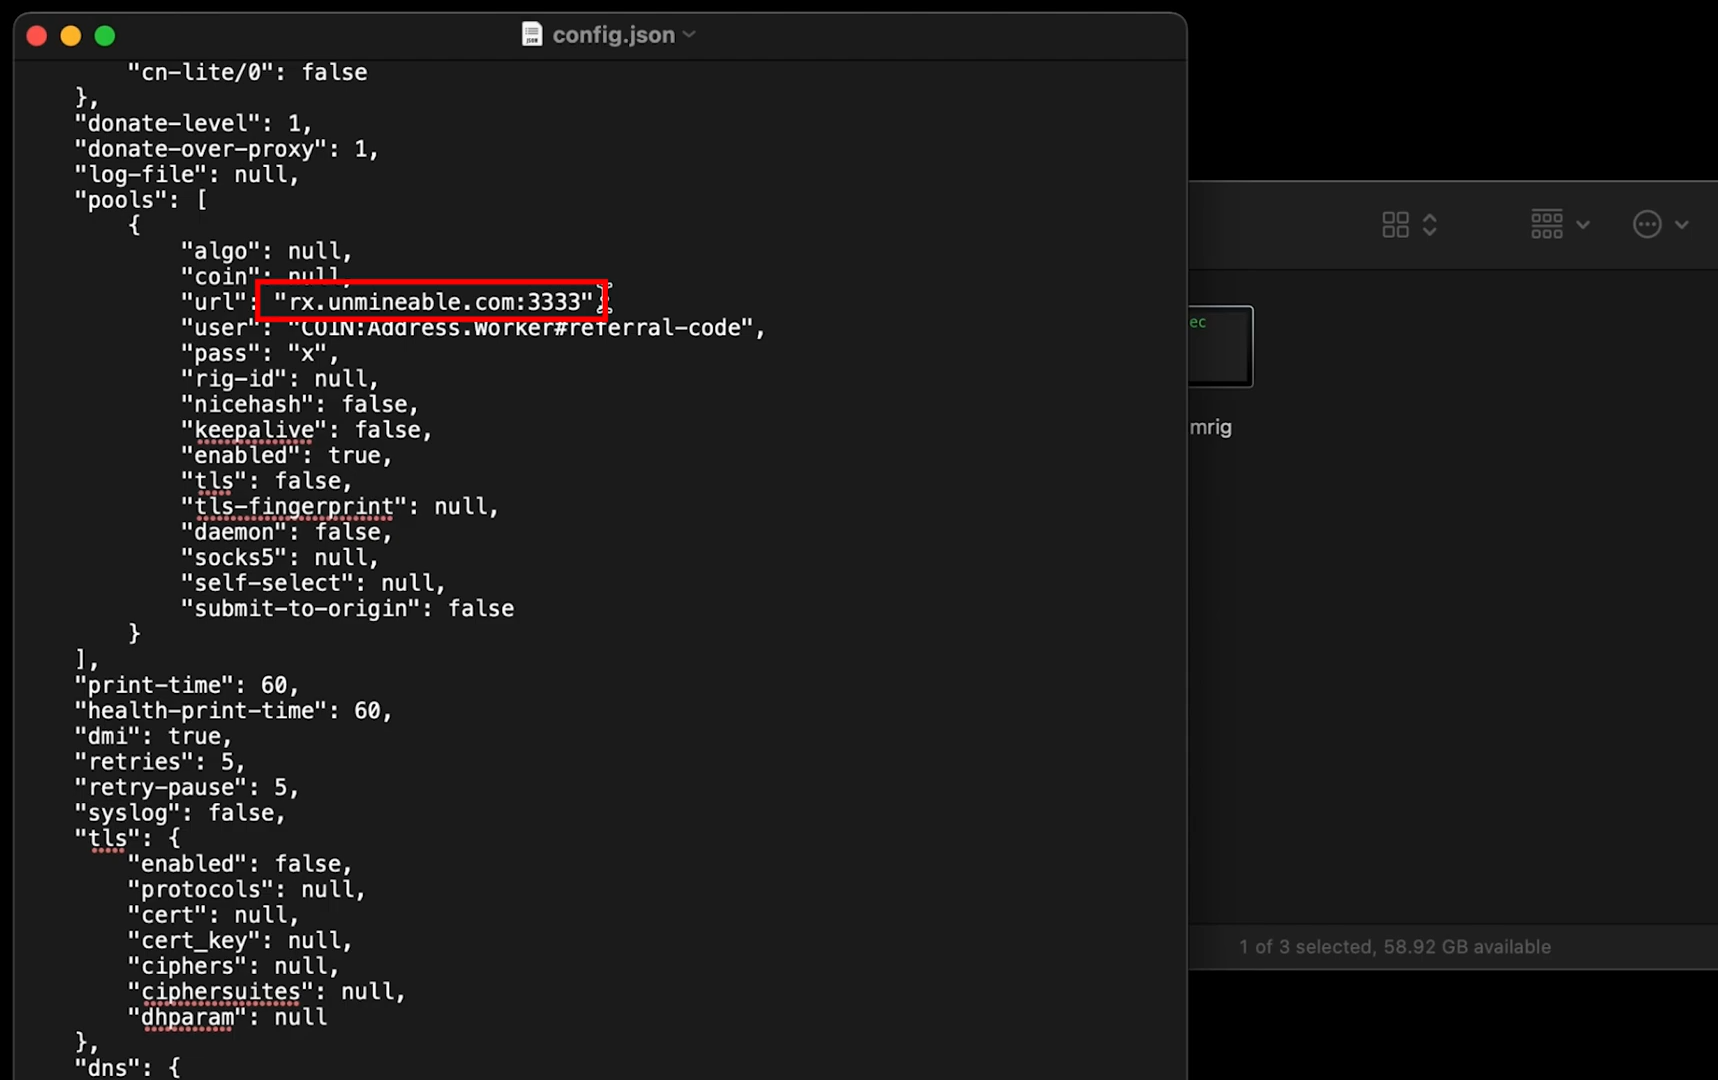 config.json
"cn-lite/0": false
},
"donate-level": 1,
"donate-over-proxy": 1,
"log-file": null,
"pools": [
{
"algo": null,
"coin": null,
"url": "rx.unmineable.com:3333",
"user": "COIN:Address.Worker#referral-code",
"pass": "x",
"rig-id": null,
"nicehash": false,
"keepalive": false,
"enabled": true,
"tls": false,
"tls-fingerprint": null,
"daemon": false,
"socks5": null,
"self-select": null,
"submit-to-origin": false
}
],
"print-time": 60,
"health-print-time": 60,
"dmi": true,
"retries": 5,
"retry-pause": 5,
"syslog": false,
"tls": {
"enabled": false,
"protocols": null,
"cert": null,
"cert_key": null,
"ciphers": null,
"ciphersuites": null,
"dhparam": null
},
"dns": {
ec
mrig
1 of 3 selected, 58.92 GB available